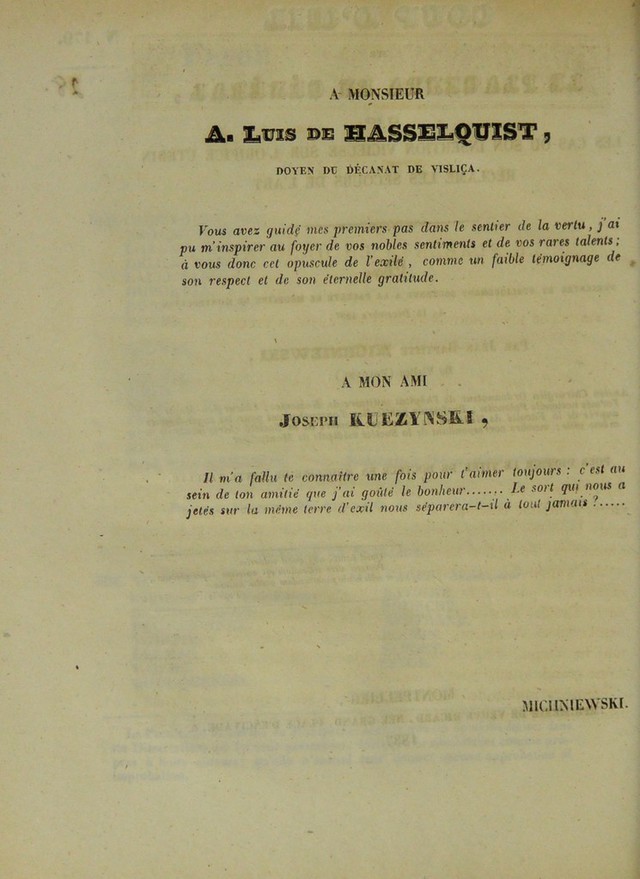 A MONSIEUR
A. LUIS DE HASSELQUIST,
DOYEN DU DÉCANAT DE VISLIÇA.
Vous avez guidé mes premiers pas dans le sentier de la vertu, j'ai
pu m'inspirer au foyer de vos nobles sentiments et de vos rares talents;
à vous donc cet opuscule de l'exilé, comme un faible témoignage de
son respect et de son éternelle gratitude.
A MON AMI
JOSEPH KUEZYNSKI,
Il m'a fallu te connaître une fois pour t'aimer toujours : c'est au
sein de ton amitié que j'ai goûté le bonheur....... Le sort qui nous a
jetés sur la même terre d'exil nous séparera-t-il à tout jamais ?.....
MICHNIEWSKI.